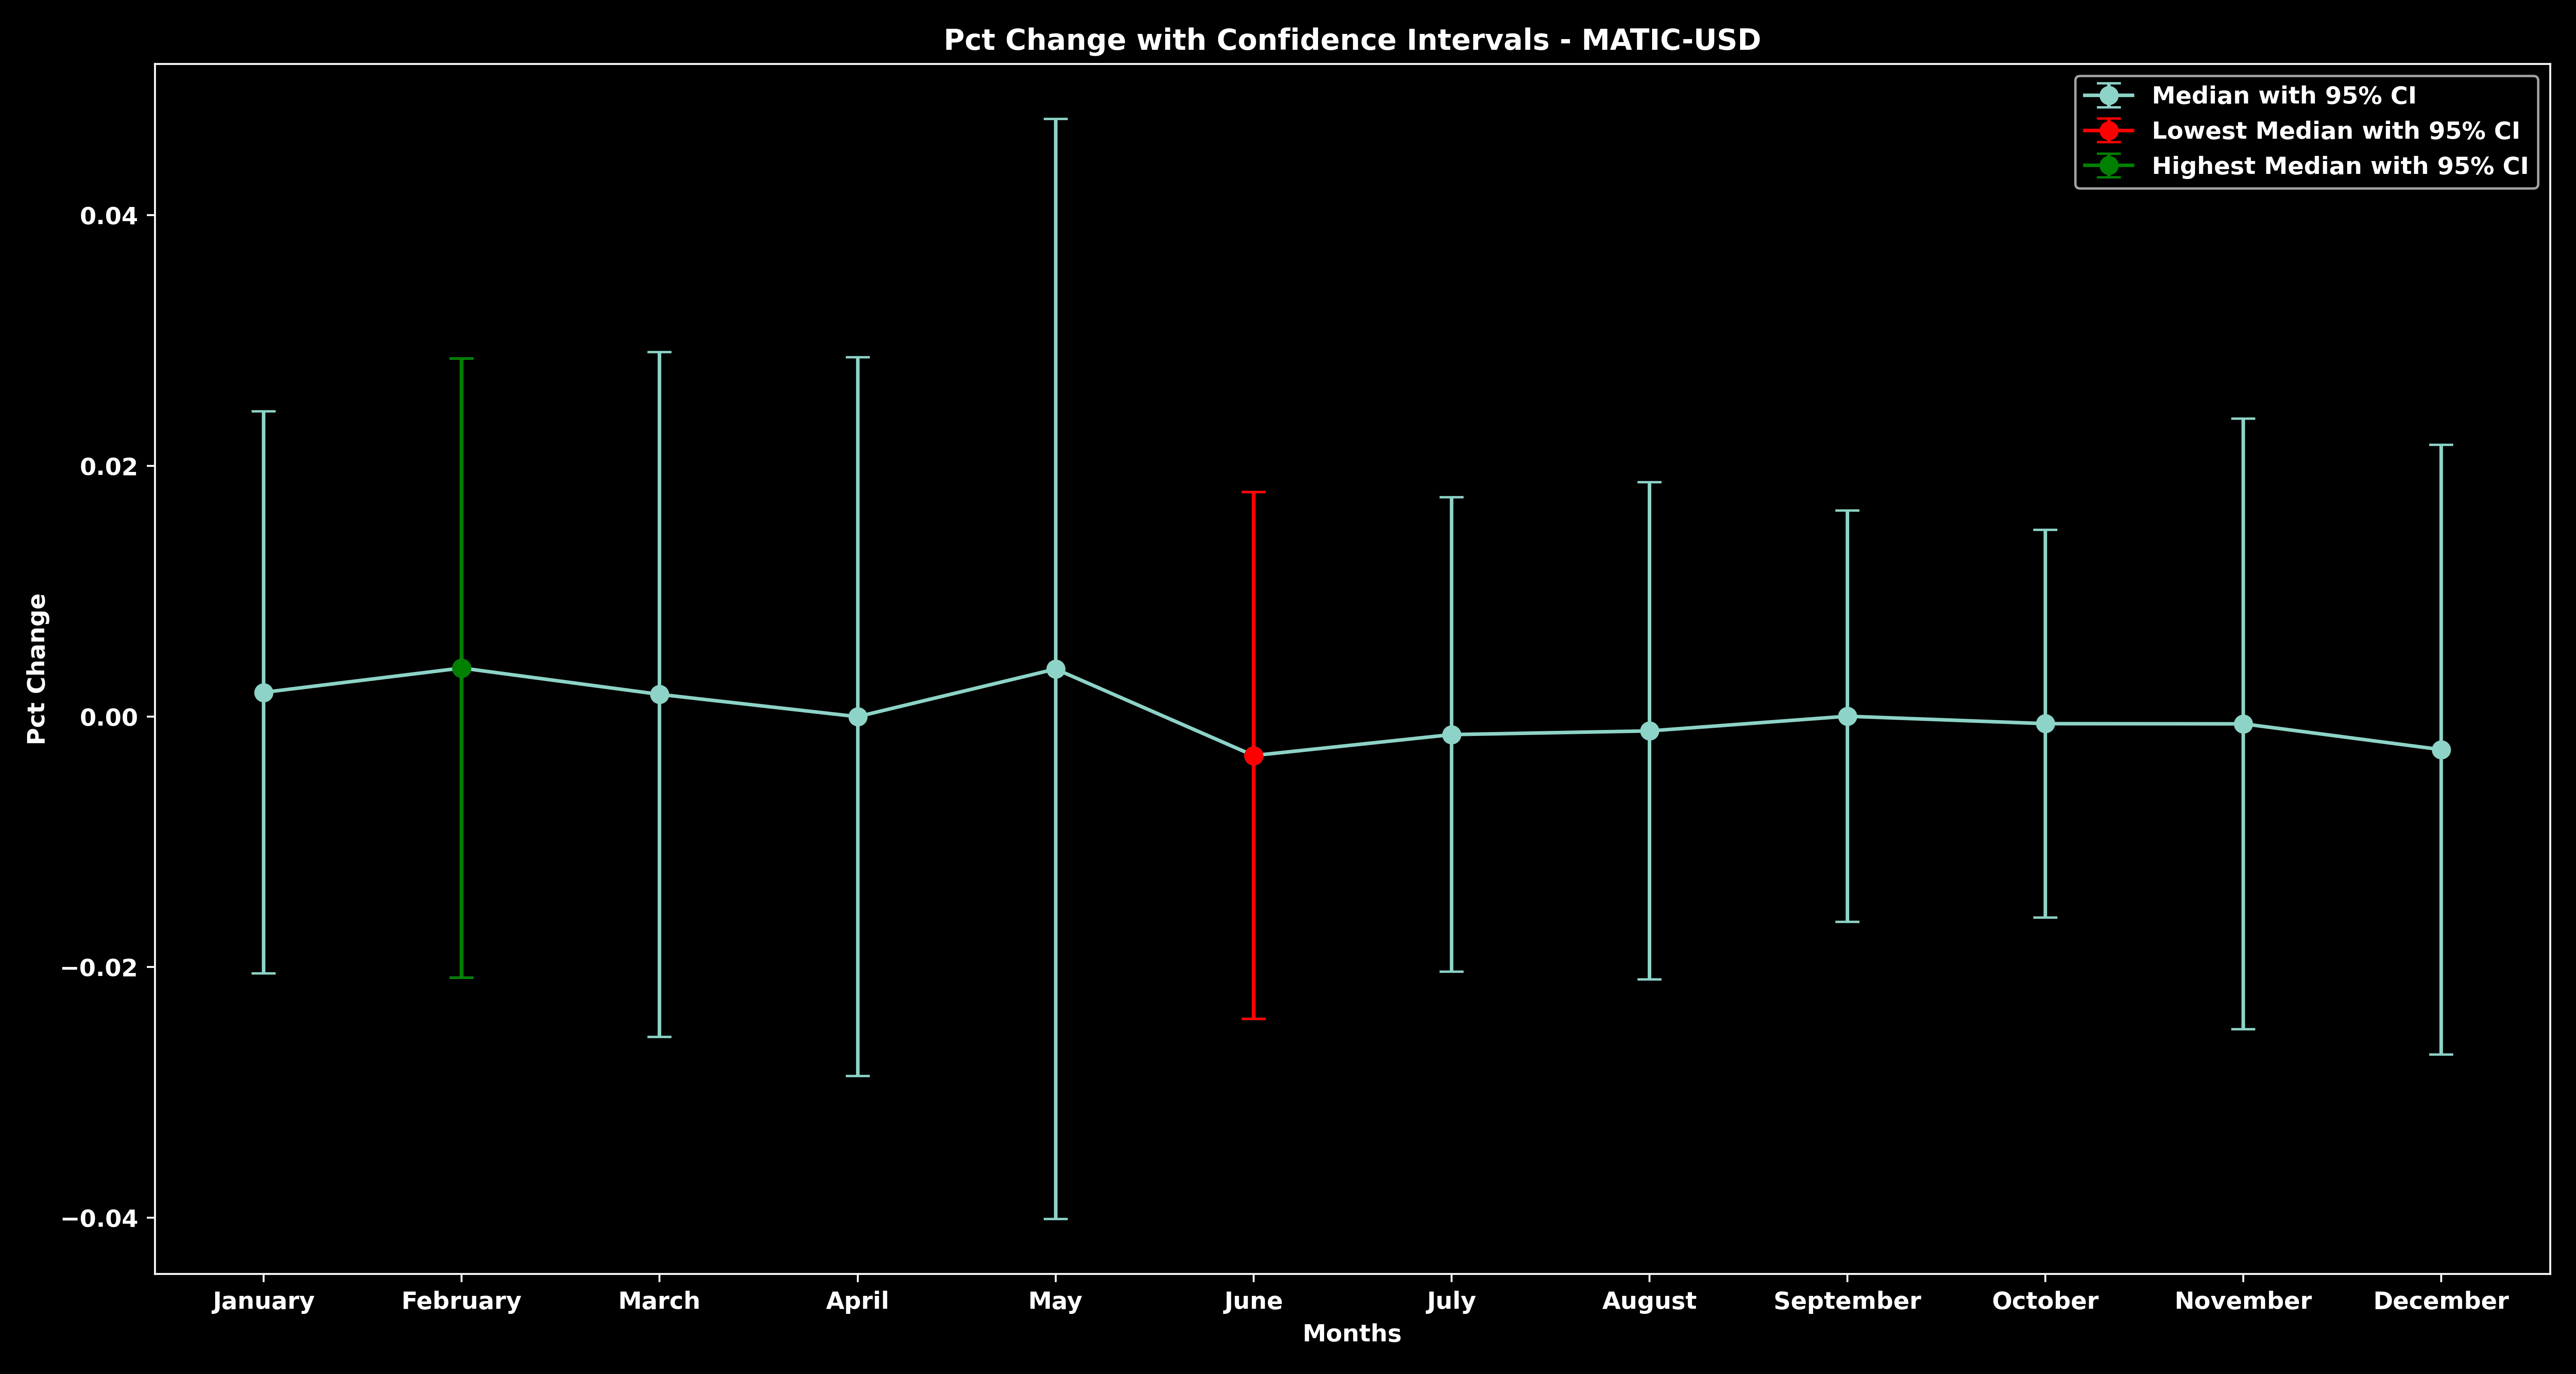 Pct Change with Confidence Intervals - MATIC-USD
Median with 95% CI
Lowest Median with 95% CI
Highest Median with 95% CI
Pct Change
0.04
0.02
0.00
−0.02
−0.04
January February March April May June July August September October November December
Months